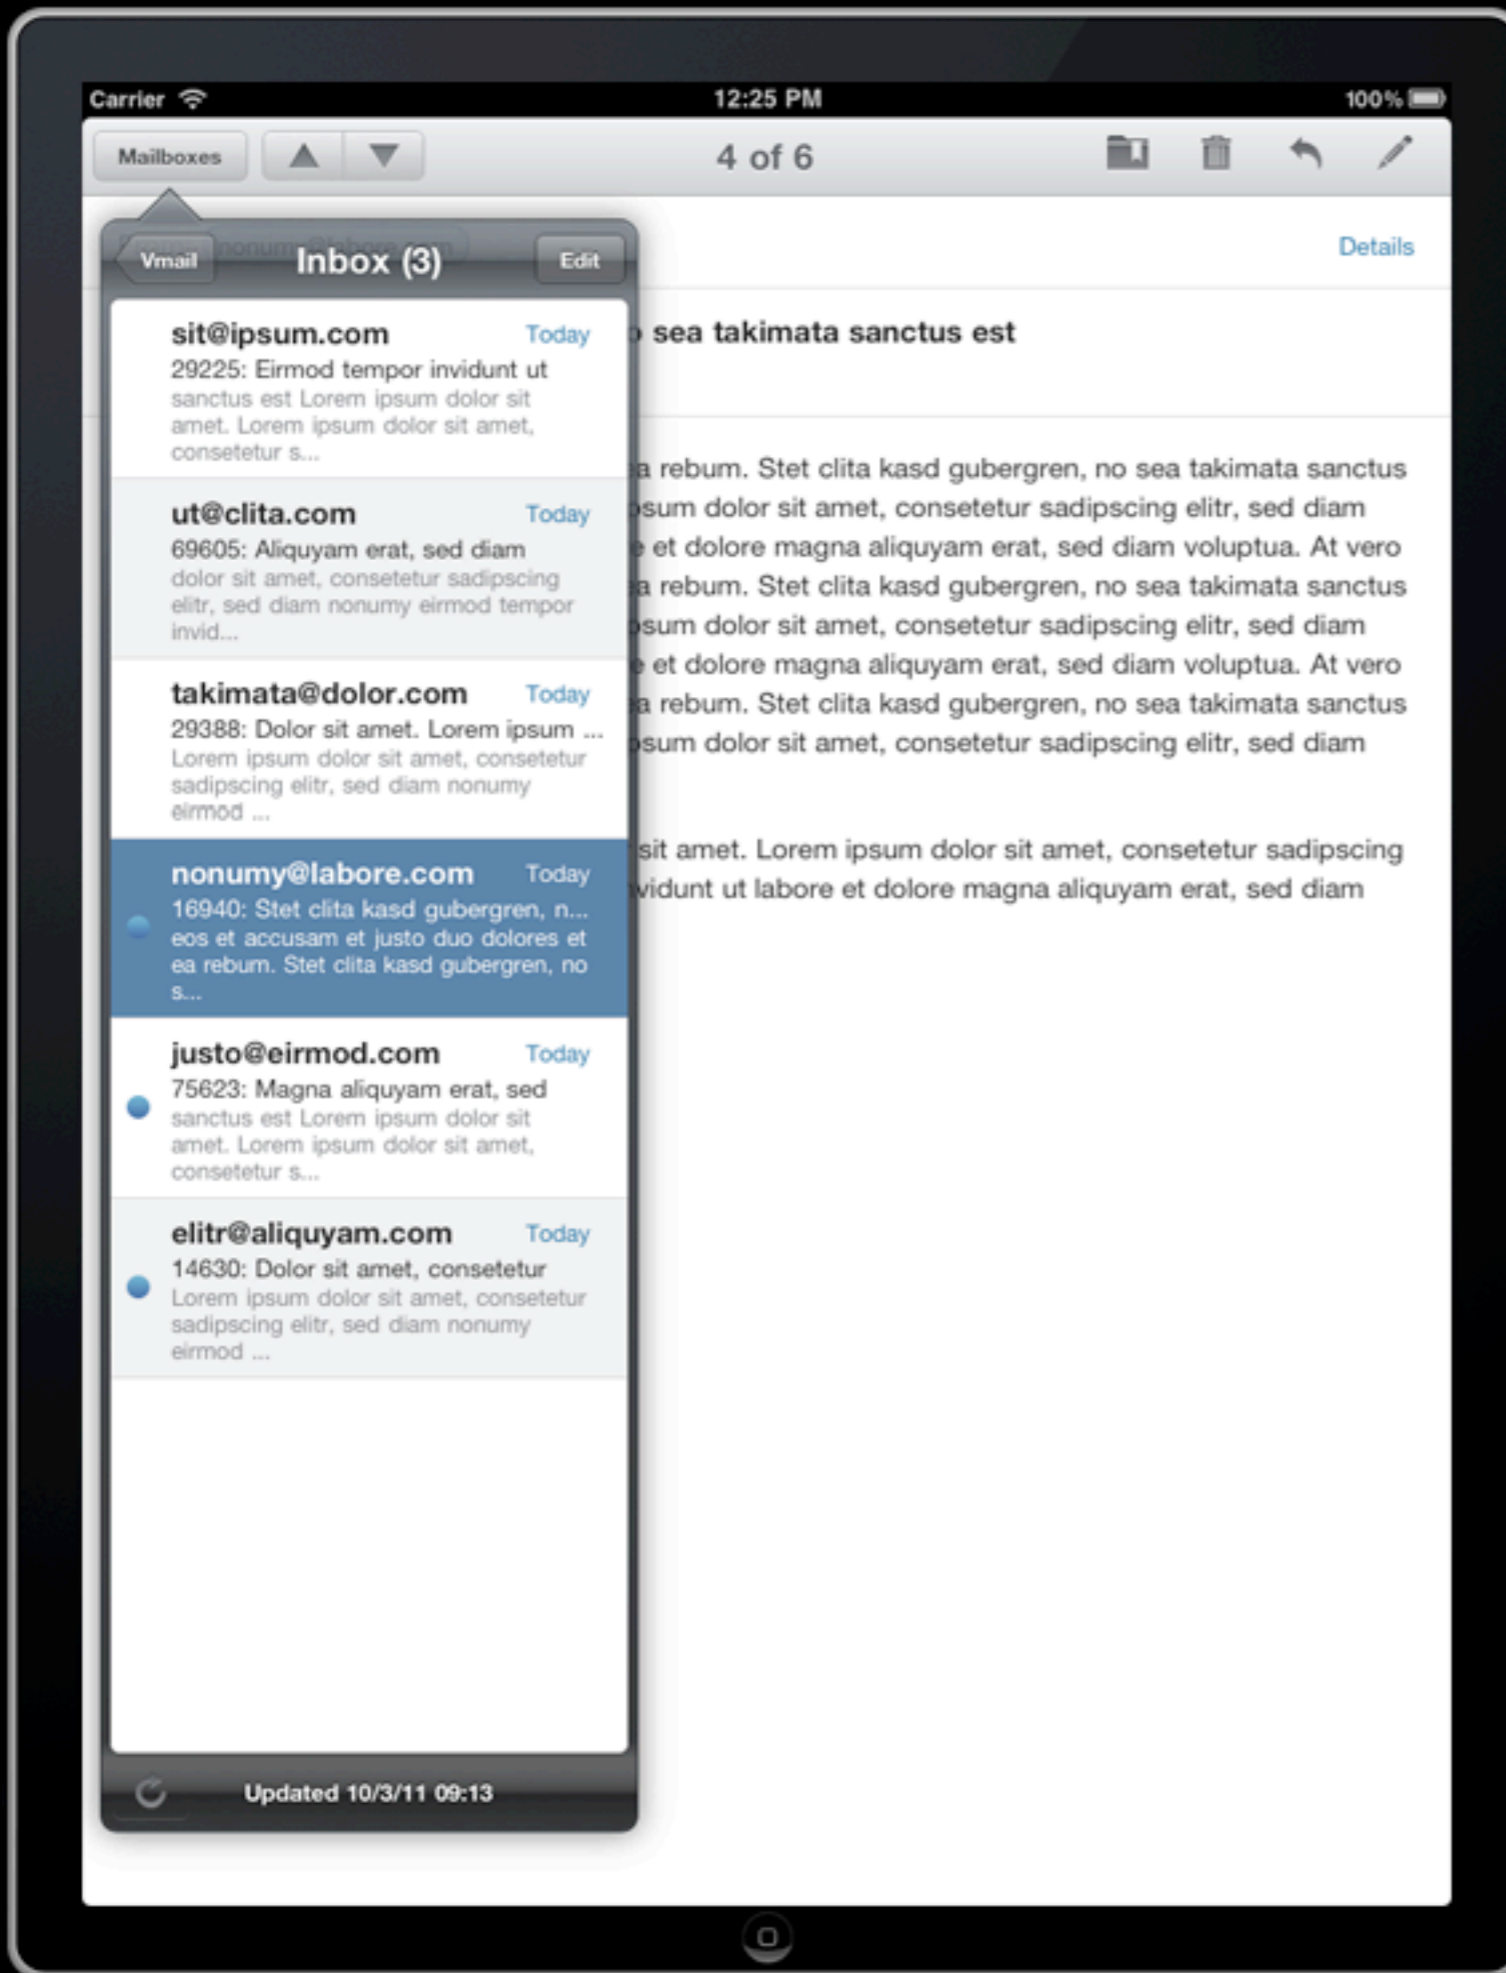 Carrier
12:25 PM
100%
Mailboxes
4 of 6
nonumy@labore.com
Details
Vmail
Inbox (3)
Edit
sit@ipsum.com Today
29225: Eirmod tempor invidunt ut
sanctus est Lorem ipsum dolor sit
amet. Lorem ipsum dolor sit amet,
consetetur s...
ut@clita.com Today
69605: Aliquyam erat, sed diam
dolor sit amet, consetetur sadipscing
elitr, sed diam nonumy eirmod tempor
invid...
takimata@dolor.com Today
29388: Dolor sit amet. Lorem ipsum ...
Lorem ipsum dolor sit amet, consetetur
sadipscing elitr, sed diam nonumy
eirmod ...
nonumy@labore.com Today
16940: Stet clita kasd gubergren, n...
eos et accusam et justo duo dolores et
ea rebum. Stet clita kasd gubergren, no
s...
justo@eirmod.com Today
75623: Magna aliquyam erat, sed
sanctus est Lorem ipsum dolor sit
amet. Lorem ipsum dolor sit amet,
consetetur s...
elitr@aliquyam.com Today
14630: Dolor sit amet, consetetur
Lorem ipsum dolor sit amet, consetetur
sadipscing elitr, sed diam nonumy
eirmod ...
Updated 10/3/11 09:13
sea takimata sanctus est
a rebum. Stet clita kasd gubergren, no sea takimata sanctus
dolor sit amet, consetetur sadipscing elitr, sed diam
et dolore magna aliquyam erat, sed diam voluptua. At vero
a rebum. Stet clita kasd gubergren, no sea takimata sanctus
dolor sit amet, consetetur sadipscing elitr, sed diam
et dolore magna aliquyam erat, sed diam voluptua. At vero
rebum. Stet clita kasd gubergren, no sea takimata sanctus
dolor sit amet, consetetur sadipscing elitr, sed diam
sit amet. Lorem ipsum dolor sit amet, consetetur sadipscing
ut labore et dolore magna aliquyam erat, sed diam